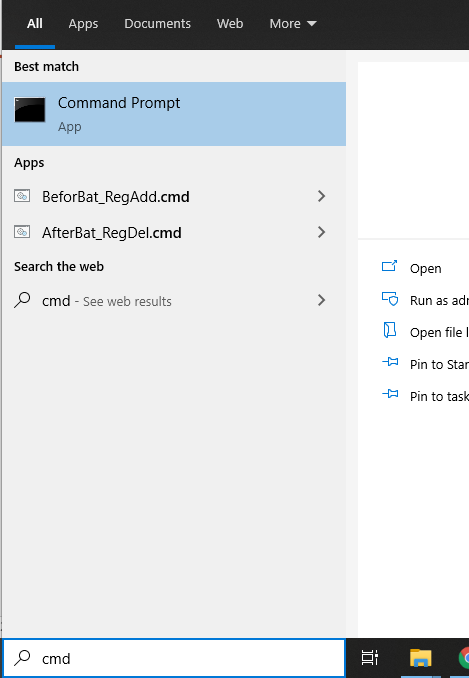 All Apps Documents Web More
Best match
Command Prompt
App
Apps
BeforBat_RegAdd.cmd
AfterBat_RegDel.cmd
Search the web
cmd - See web results
Open
Run as adm
Open file l
Pin to Star
Pin to task
cmd